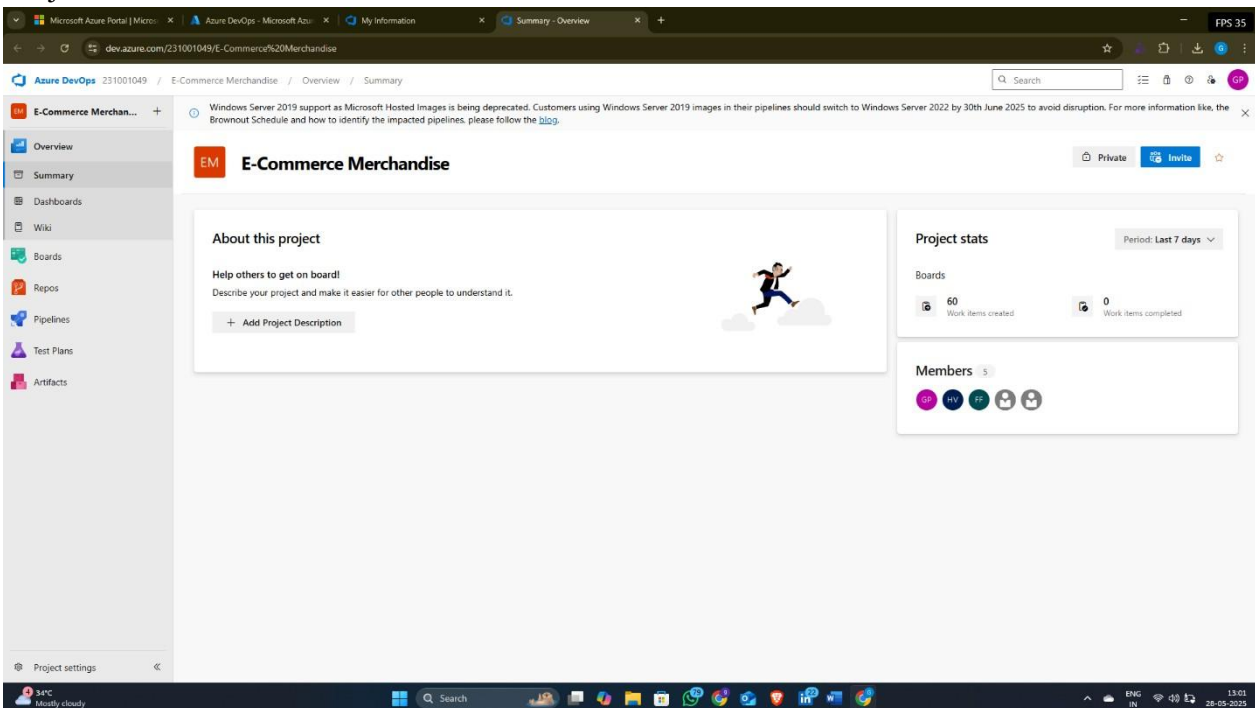 Microsoft Azure Portal | Micros
Azure DevOps - Microsoft Azu
My Information
Summary - Overview
FPS 35
dev.azure.com/231001049/E-Commerce%20Merchandise
G
Azure DevOps 231001049 / E-Commerce Merchandise / Overview / Summary
Search
GP
EM E-Commerce Merchan... +
Windows Server 2019 support as Microsoft Hosted Images is being deprecated. Customers using Windows Server 2019 images in their pipelines should switch to Windows Server 2022 by 30th June 2025 to avoid disruption. For more information like, the
Brownout Schedule and how to identify the impacted pipelines. please follow the blog.
Overview
Summary
Dashboards
Wiki
Boards
Repos
Pipelines
Test Plans
Artifacts
EM E-Commerce Merchandise
Private
Invite
About this project
Help others to get on board!
Describe your project and make it easier for other people to understand it.
+ Add Project Description
Project stats
Period: Last 7 days
Boards
60
Work items created
0
Work items completed
Members 5
GP HV FF
Project settings
34°C
Mostly cloudy
Search
ENG
IN
13:01
28-05-2025